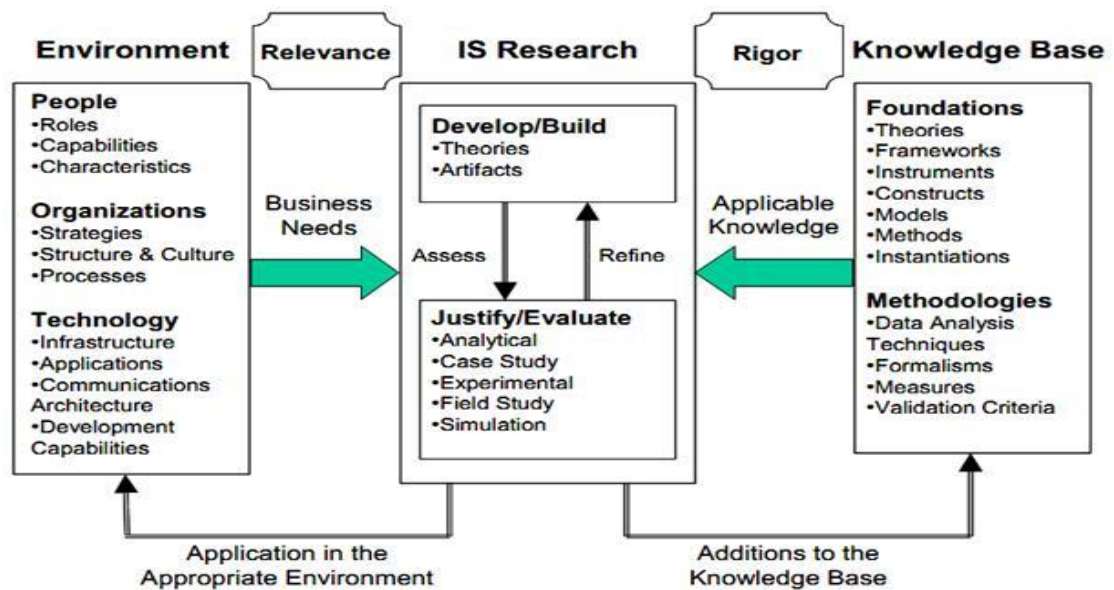 Environment
Relevance
IS Research
Rigor
Knowledge Base
People
•Roles
•Capabilities
•Characteristics
Organizations
•Strategies
•Structure & Culture
•Processes
Technology
•Infrastructure
•Applications
•Communications
Architecture
•Development
Capabilities
Business
Needs
Develop/Build
•Theories
•Artifacts
Assess
Refine
Justify/Evaluate
•Analytical
•Case Study
•Experimental
•Field Study
•Simulation
Applicable
Knowledge
Foundations
•Theories
•Frameworks
•Instruments
•Constructs
•Models
•Methods
•Instantiations
Methodologies
•Data Analysis
Techniques
•Formalisms
•Measures
•Validation Criteria
Application in the
Appropriate Environment
Additions to the
Knowledge Base